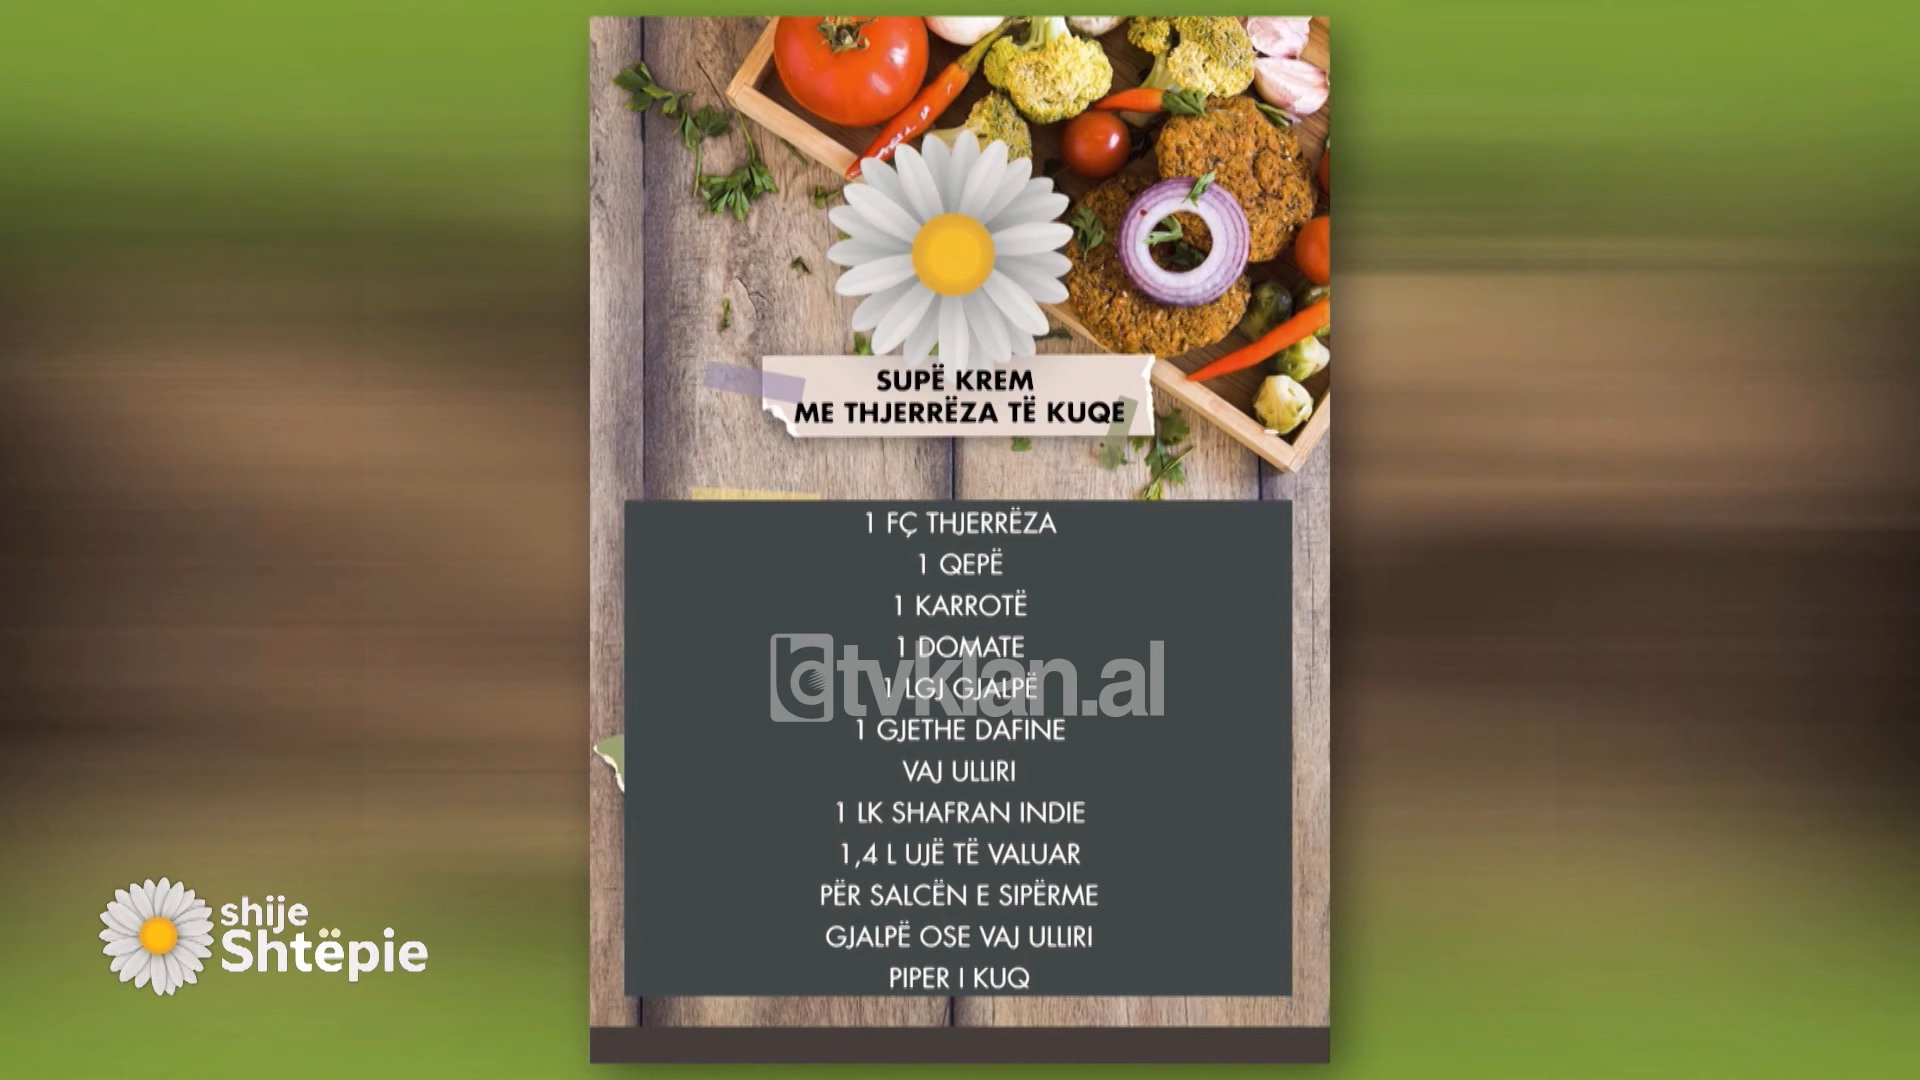 SUPË KREM
ME THJERRËZA TË KUQE
1 FÇ THJERRËZA
1 QEPË
1 KARROTË
1 DOMATE
1 LGJ GJALPË
1 GJETHE DAFINE
VAJ ULLIRI
1 LK SHAFRAN INDIE
1,4 L UJË TË VALUAR
PËR SALCËN E SIPËRME
GJALPË OSE VAJ ULLIRI
PIPER I KUQ
tvklan.al
shije
Shtëpie